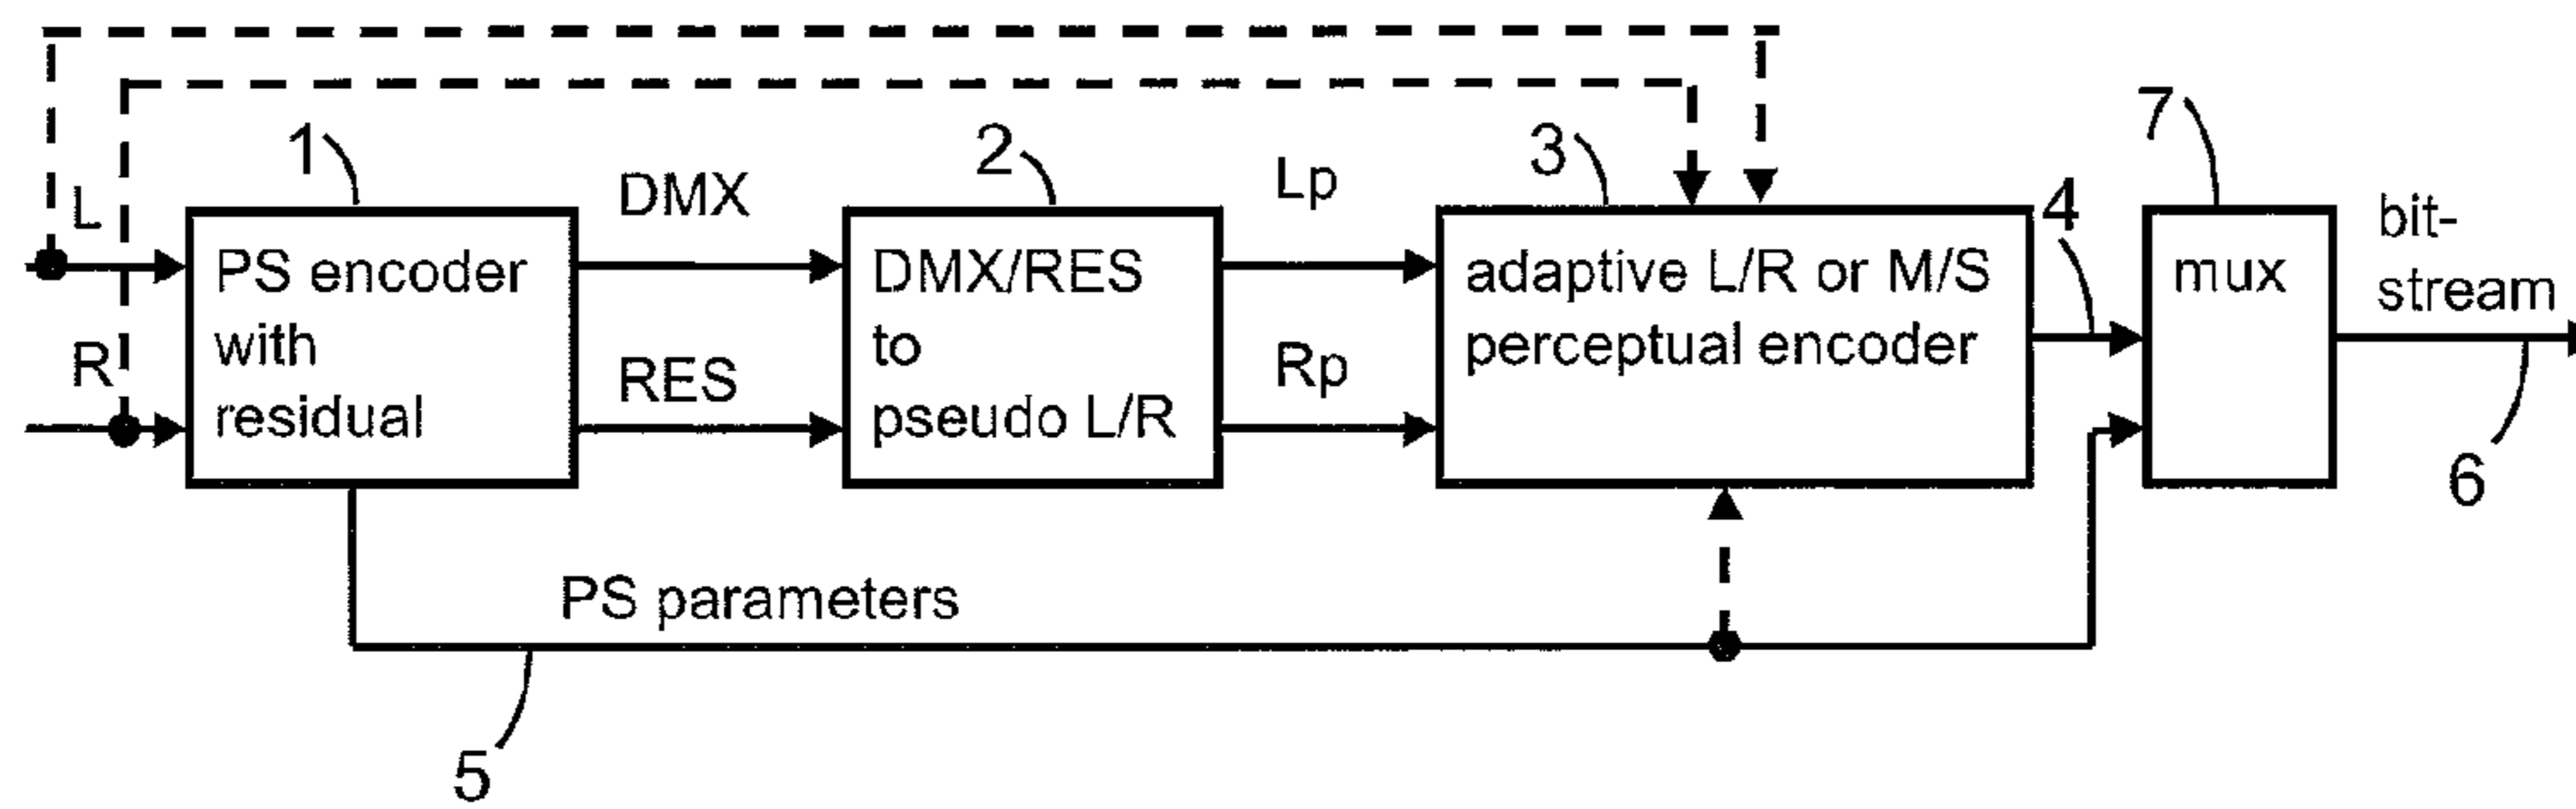 1
2
3
7
L
DMX
Lp
4
bit-
stream
PS encoder
with
residual
DMX/RES
to
pseudo L/R
adaptive L/R or M/S
perceptual encoder
mux
R
RES
Rp
6
PS parameters
5